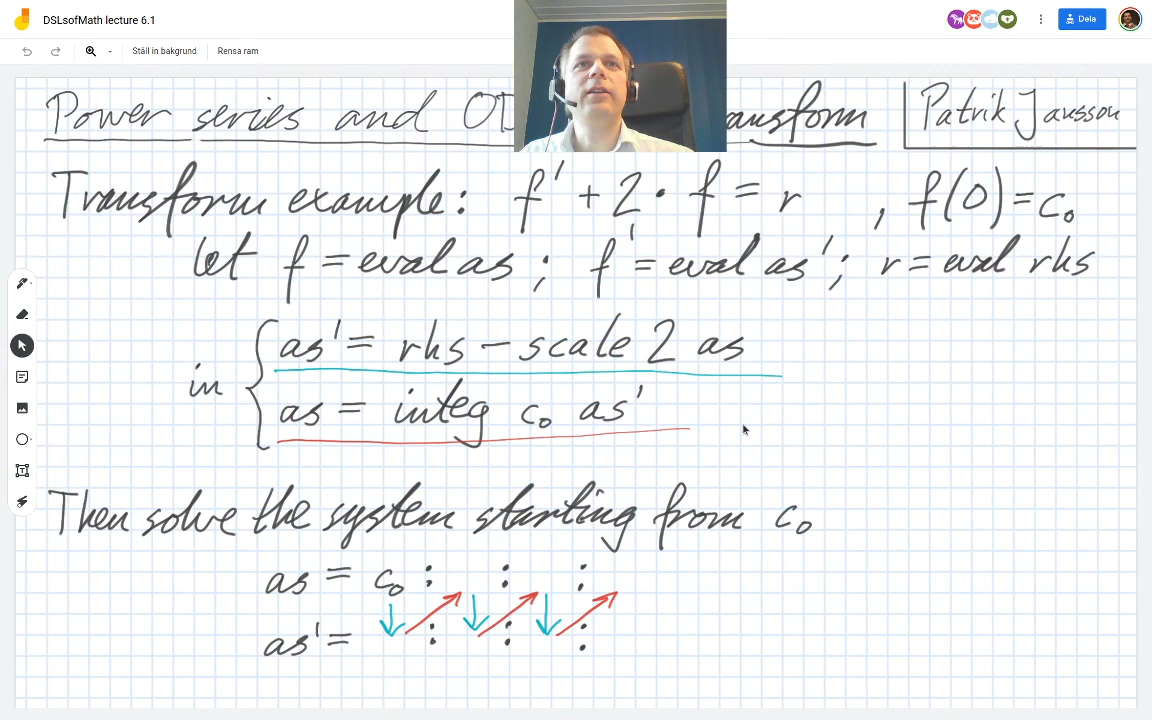 DSLsofMath lecture 6.1
Dela
Ställ in bakgrund Rensa ram
Power series and OD ansform Patrik Jansson
Transform example: f' + 2 · f = r , f(0) = c₀
let f = eval as ; f' = eval as' ; r = eval rhs
in { as' = rhs - scale 2 as
as = integ c₀ as'
Then solve the system starting from c₀
as = c₀ : : :
as' = : : :